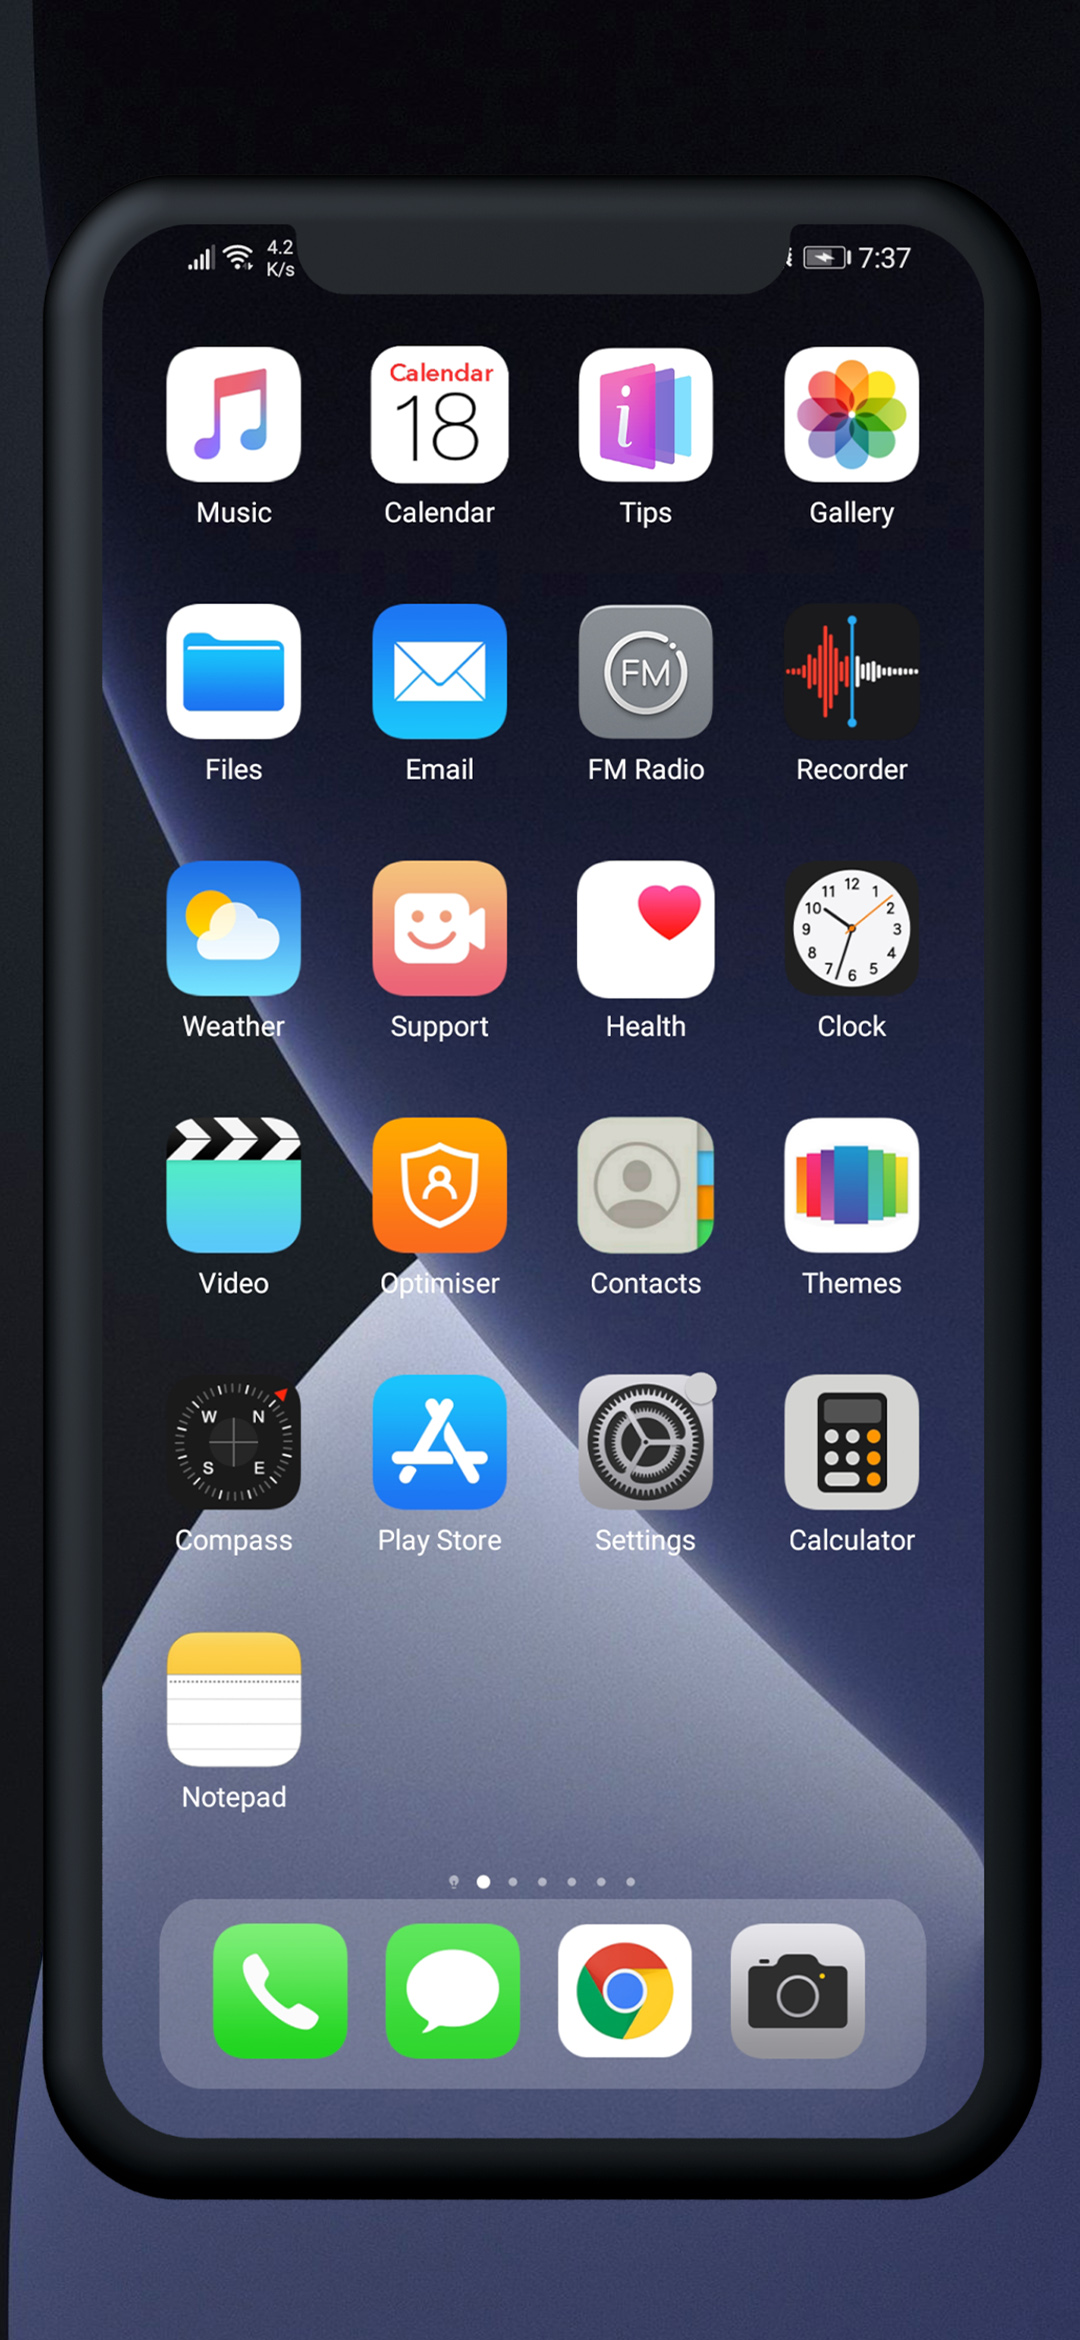 4.2
K/s
7:37
Calendar
18
i
Music Calendar Tips Gallery
FM
Files Email FM Radio Recorder
12
11 1
10 2
9 3
8 4
7 6 5
Weather Support Health Clock
Video Optimiser Contacts Themes
W N
S E
Compass Play Store Settings Calculator
Notepad